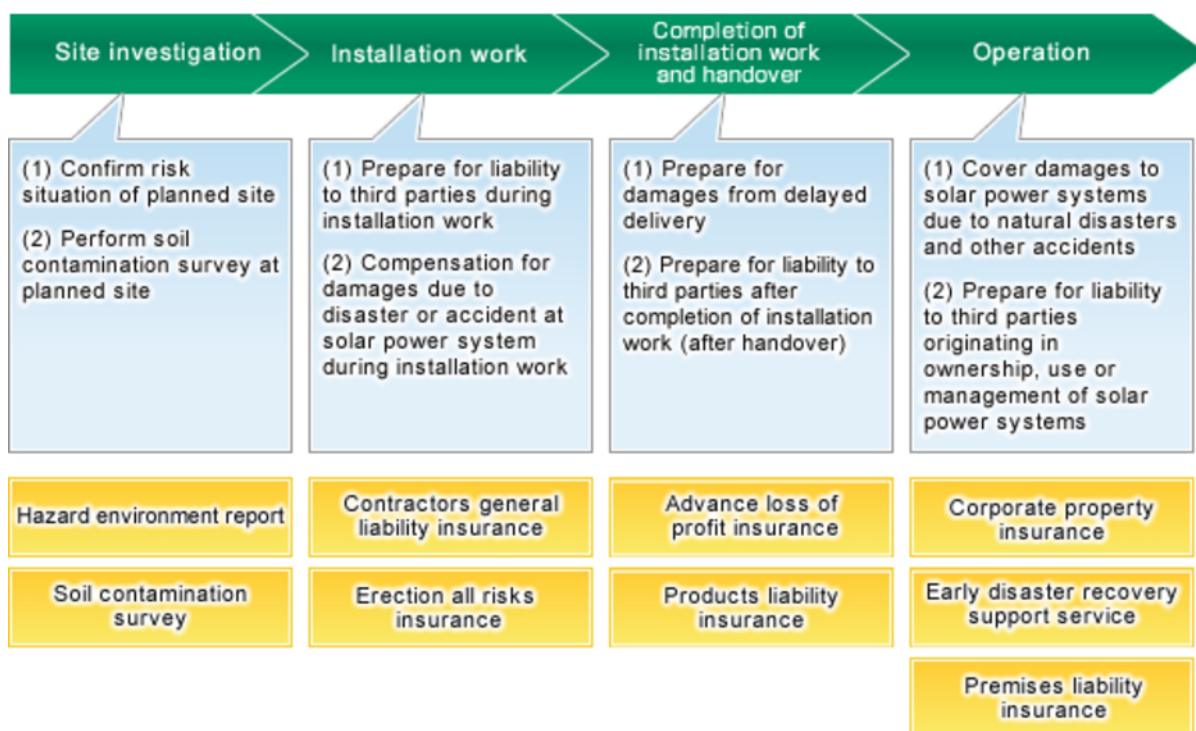 Site investigation
Installation work
Completion of
installation work
and handover
Operation
(1) Confirm risk
situation of planned site
(2) Perform soil
contamination survey at
planned site
(1) Prepare for liability
to third parties during
installation work
(2) Compensation for
damages due to
disaster or accident at
solar power system
during installation work
(1) Prepare for
damages from delayed
delivery
(2) Prepare for liability to
third parties after
completion of installation
work (after handover)
(1) Cover damages to
solar power systems
due to natural disasters
and other accidents
(2) Prepare for liability
to third parties
originating in
ownership, use or
management of solar
power systems
Hazard environment report
Soil contamination
survey
Contractors general
liability insurance
Erection all risks
insurance
Advance loss of
profit insurance
Products liability
insurance
Corporate property
insurance
Early disaster recovery
support service
Premises liability
insurance